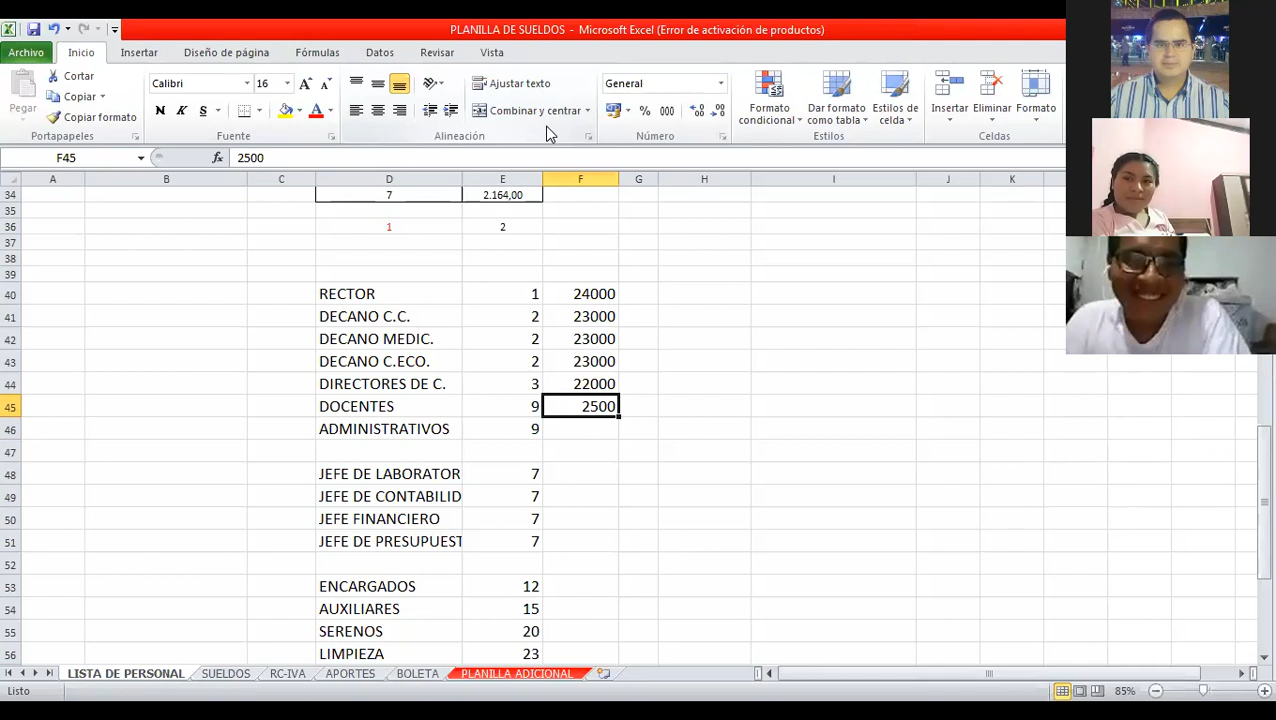 PLANILLA DE SUELDOS - Microsoft Excel (Error de activación de productos)
Archivo Inicio Insertar Diseño de página Fórmulas Datos Revisar Vista
Pegar
Cortar
Copiar
Copiar formato
Portapapeles
Calibri 16
N K S
Fuente
Ajustar texto
Combinar y centrar
Alineación
General
% 000
Número
Formato condicional
Dar formato como tabla
Estilos de celda
Estilos
Insertar Eliminar Formato
Celdas
F45 fx 2500
A B C D E F G H I J K
34 7 2.164,00
35
36 1 2
37
38
39
40 RECTOR 1 24000
41 DECANO C.C. 2 23000
42 DECANO MEDIC. 2 23000
43 DECANO C.ECO. 2 23000
44 DIRECTORES DE C. 3 22000
45 DOCENTES 9 2500
46 ADMINISTRATIVOS 9
47
48 JEFE DE LABORATOR 7
49 JEFE DE CONTABILID 7
50 JEFE FINANCIERO 7
51 JEFE DE PRESUPUEST 7
52
53 ENCARGADOS 12
54 AUXILIARES 15
55 SERENOS 20
56 LIMPIEZA 23
LISTA DE PERSONAL SUELDOS RC-IVA APORTES BOLETA PLANILLA ADICIONAL
Listo 85%